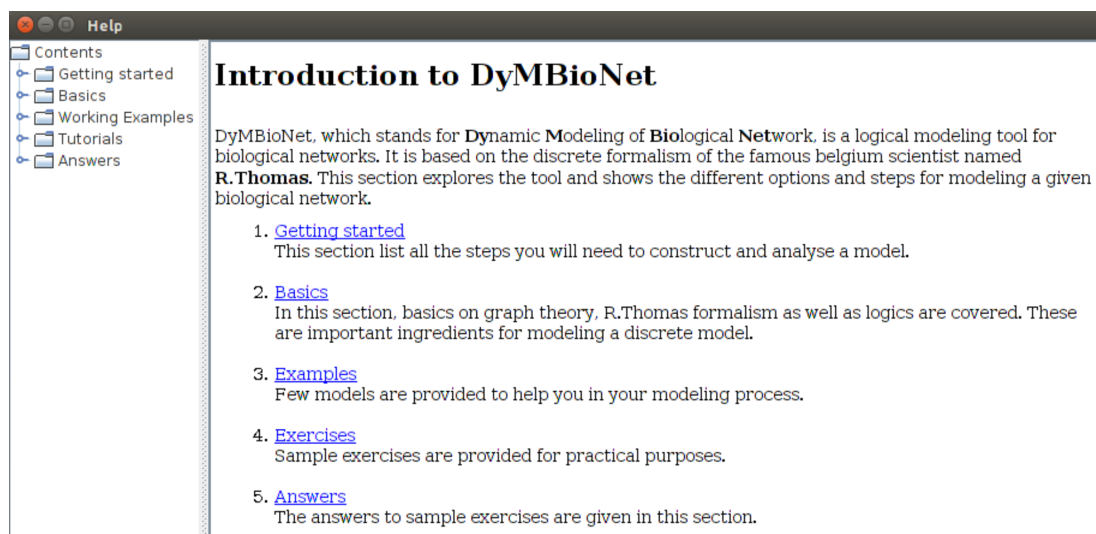 Help
Contents
Getting started
Basics
Working Examples
Tutorials
Answers
Introduction to DyMBioNet
DyMBioNet, which stands for Dynamic Modeling of Biological Network, is a logical modeling tool for
biological networks. It is based on the discrete formalism of the famous belgium scientist named
R.Thomas. This section explores the tool and shows the different options and steps for modeling a given
biological network.
1. Getting started
This section list all the steps you will need to construct and analyse a model.
2. Basics
In this section, basics on graph theory, R.Thomas formalism as well as logics are covered. These
are important ingredients for modeling a discrete model.
3. Examples
Few models are provided to help you in your modeling process.
4. Exercises
Sample exercises are provided for practical purposes.
5. Answers
The answers to sample exercises are given in this section.